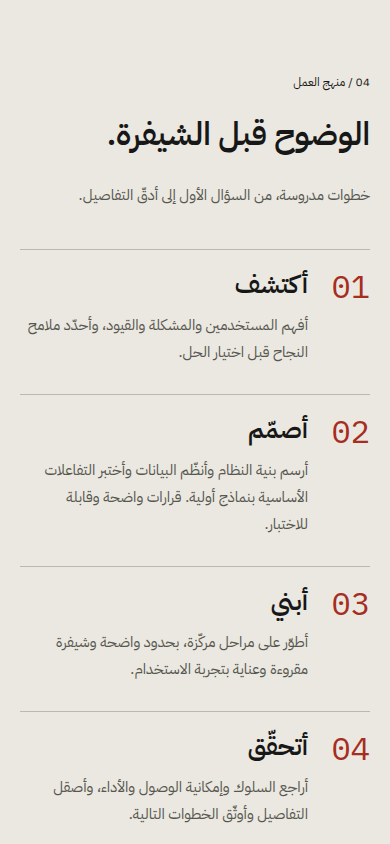 04 / منهج العمل
الوضوح قبل الشيفرة.
خطوات مدروسة، من السؤال الأول إلى أدقّ التفاصيل.
01
أكتشف
أفهم المستخدمين والمشكلة والقيود، وأحدّد ملامح
النجاح قبل اختيار الحل.
02
أصمّم
أرسم بنية النظام وأنظّم البيانات وأختبر التفاعلات
الأساسية بنماذج أولية. قرارات واضحة وقابلة
للاختبار.
03
أبني
أطوّر على مراحل مركّزة، بحدود واضحة وشيفرة
مقروءة وعناية بتجربة الاستخدام.
04
أتحقّق
أراجع السلوك وإمكانية الوصول والأداء، وأصقل
التفاصيل وأوثّق الخطوات التالية.